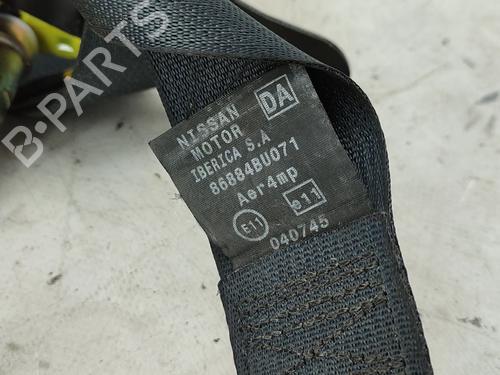 NISSAN
MOTOR
IBERICA S.A
DA
86884BU071
Aer4mp
E11
e11
040745
B-PARTS